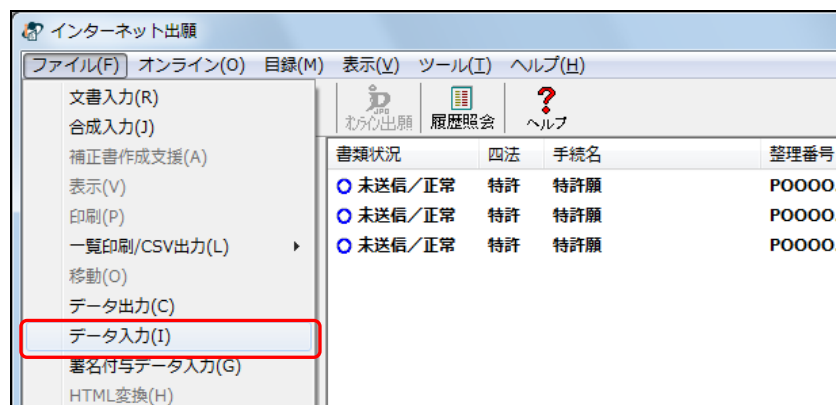 インターネット出願
ファイル(F) オンライン(O) 目録(M) 表示(V) ツール(T) ヘルプ(H)
文書入力(R)
合成入力(J)
補正書作成支援(A)
表示(V)
印刷(P)
一覧印刷/CSV出力(L)
移動(O)
データ出力(C)
データ入力(I)
署名付与データ入力(G)
HTML変換(H)
JPO
オンライン出願 履歴照会 ヘルプ
書類状況 四法 手続名 整理番号
未送信/正常 特許 特許願 P0000
未送信/正常 特許 特許願 P0000
未送信/正常 特許 特許願 P0000